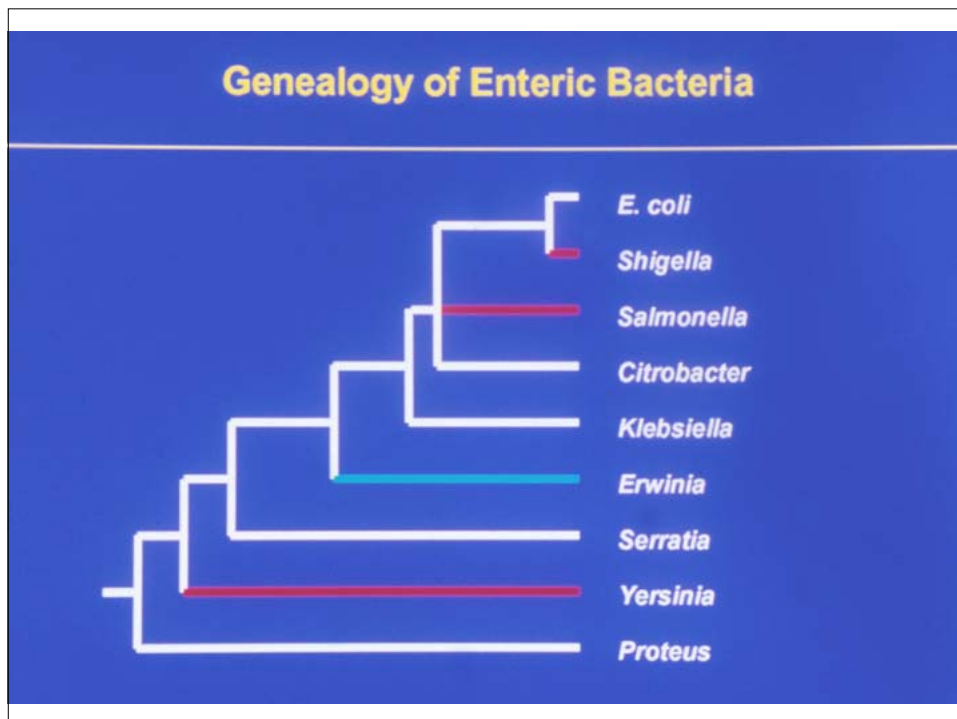 Genealogy of Enteric Bacteria
E. coli
Shigella
Salmonella
Citrobacter
Klebsiella
Erwinia
Serratia
Yersinia
Proteus